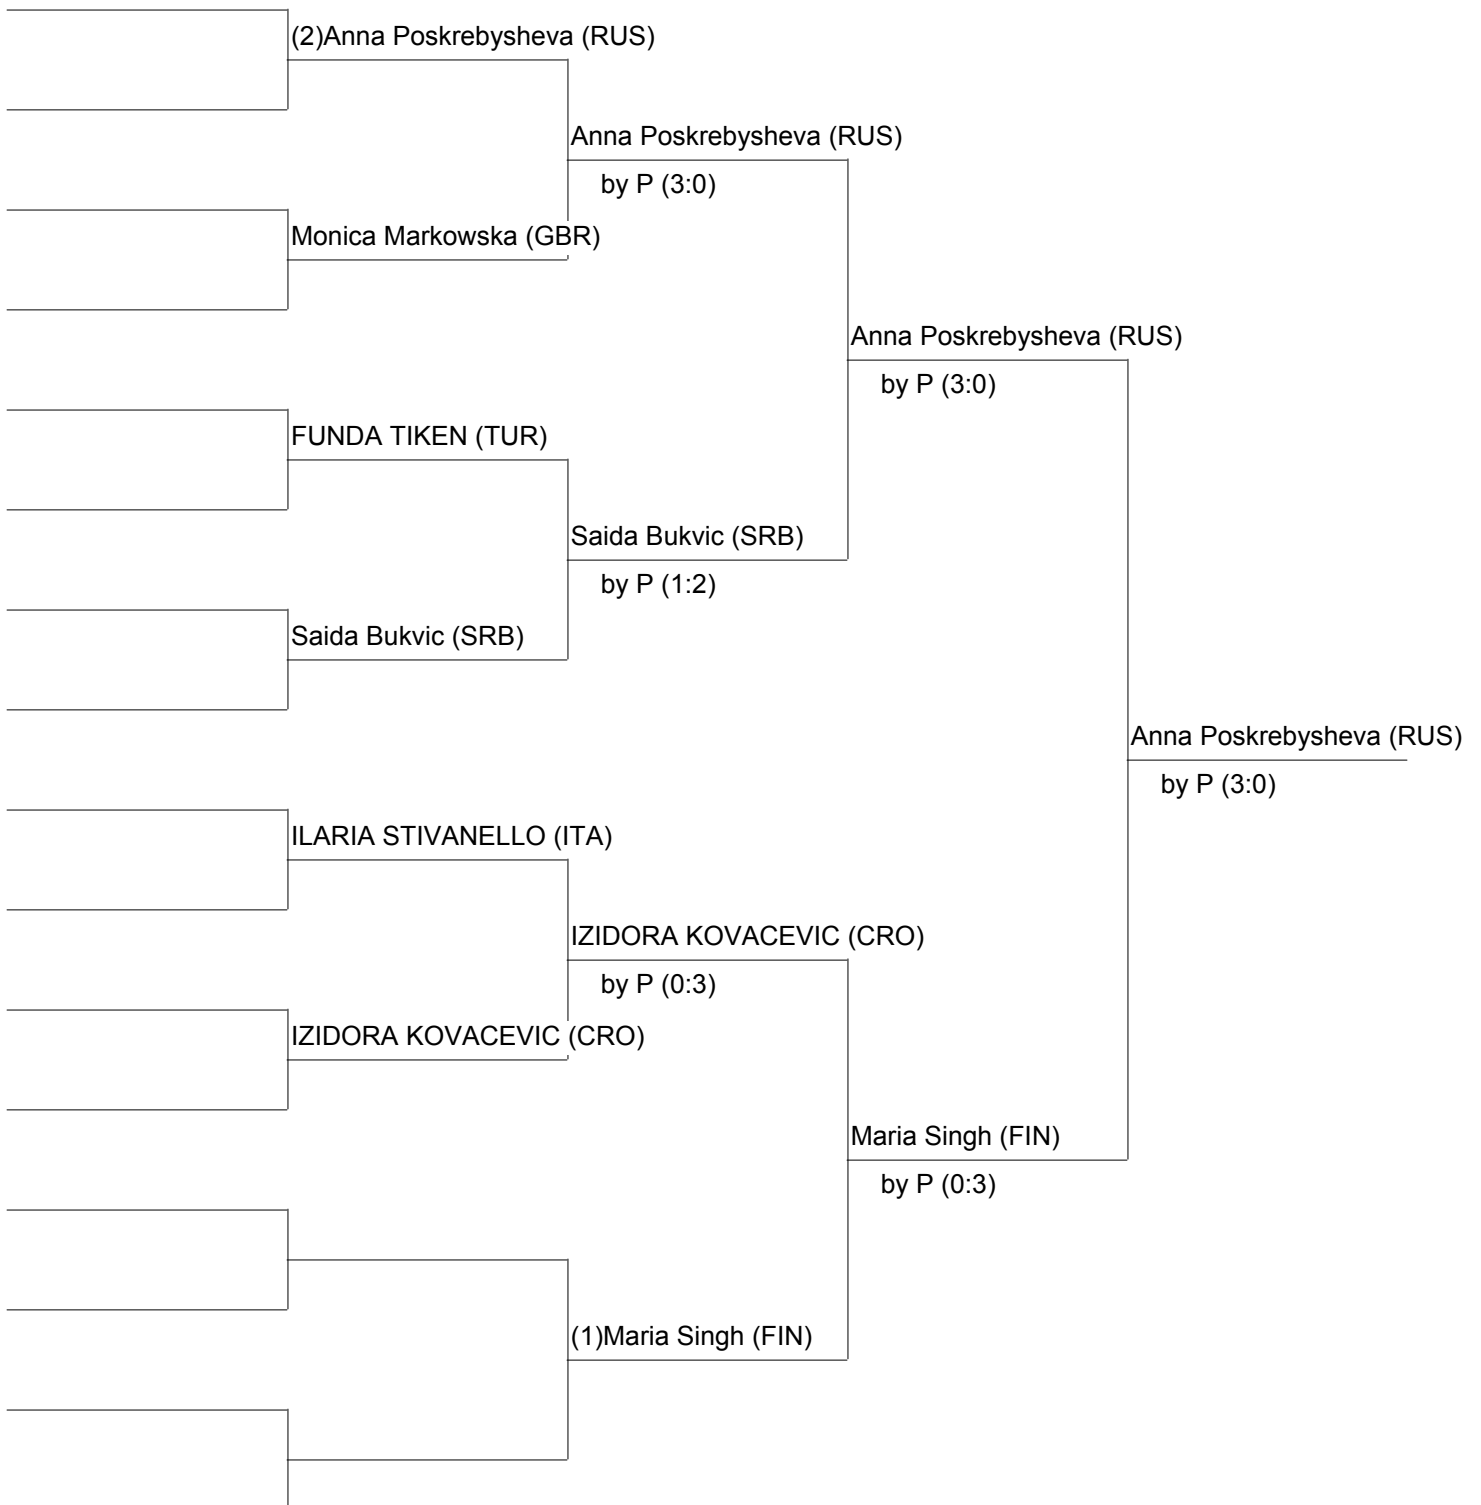 (2)Anna Poskrebysheva (RUS)
Anna Poskrebysheva (RUS)
by P (3:0)
Monica Markowska (GBR)
Anna Poskrebysheva (RUS)
by P (3:0)
FUNDA TIKEN (TUR)
Saida Bukvic (SRB)
by P (1:2)
Saida Bukvic (SRB)
Anna Poskrebysheva (RUS)
by P (3:0)
ILARIA STIVANELLO (ITA)
IZIDORA KOVACEVIC (CRO)
by P (0:3)
IZIDORA KOVACEVIC (CRO)
Maria Singh (FIN)
by P (0:3)
(1)Maria Singh (FIN)